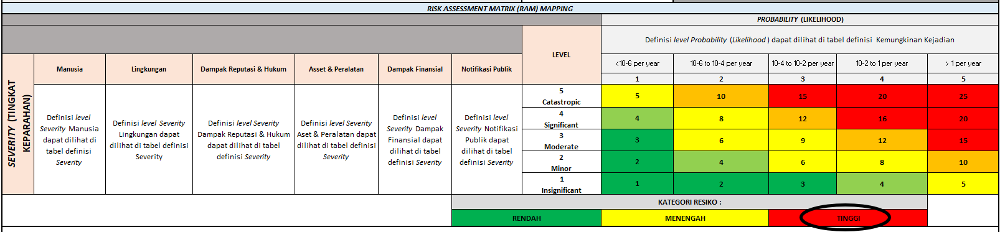 RISK ASSESSMENT MATRIX (RAM) MAPPING
PROBABILITY (LIKELIHOOD)
LEVEL
Definisi level Probability (Likelihood ) dapat dilihat di tabel definisi Kemungkinan Kejadian
SEVERITY (TINGKAT
KEPARAHAN)
Manusia
Lingkungan
Dampak Reputasi & Hukum
Asset & Peralatan
Dampak Finansial
Notifikasi Publik
<10-6 per year
10-6 to 10-4 per year
10-4 to 10-2 per year
10-2 to 1 per year
> 1 per year
1 2 3 4 5
Definisi level
Severity Manusia
dapat dilihat di
tabel definisi
Severity
Definisi level Severity
Lingkungan dapat
dilihat di tabel definisi
Severity
Definisi level Severity
Dampak Reputasi & Hukum
dapat dilihat di tabel
definisi Severity
Definisi level Severity
Aset & Peralatan dapat
dilihat di tabel definisi
Severity
Definisi level
Severity Dampak
Finansial dapat
dilihat di tabel
definisi Severity
Definisi level
Severity Notifikasi
Publik dapat
dilihat di tabel
definisi Severity
5
Catastropic
5 10 15 20 25
4
Significant
4 8 12 16 20
3
Moderate
3 6 9 12 15
2
Minor
2 4 6 8 10
1
Insignificant
1 2 3 4 5
KATEGORI RESIKO :
RENDAH
MENENGAH
TINGGI